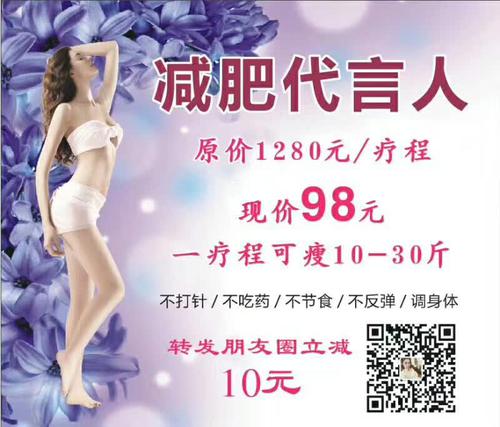 减肥代言人
原价1280元/疗程
现价98元
一疗程可瘦10-30斤
不打针/不吃药/不节食/不反弹/调身体
转发朋友圈立减
10元